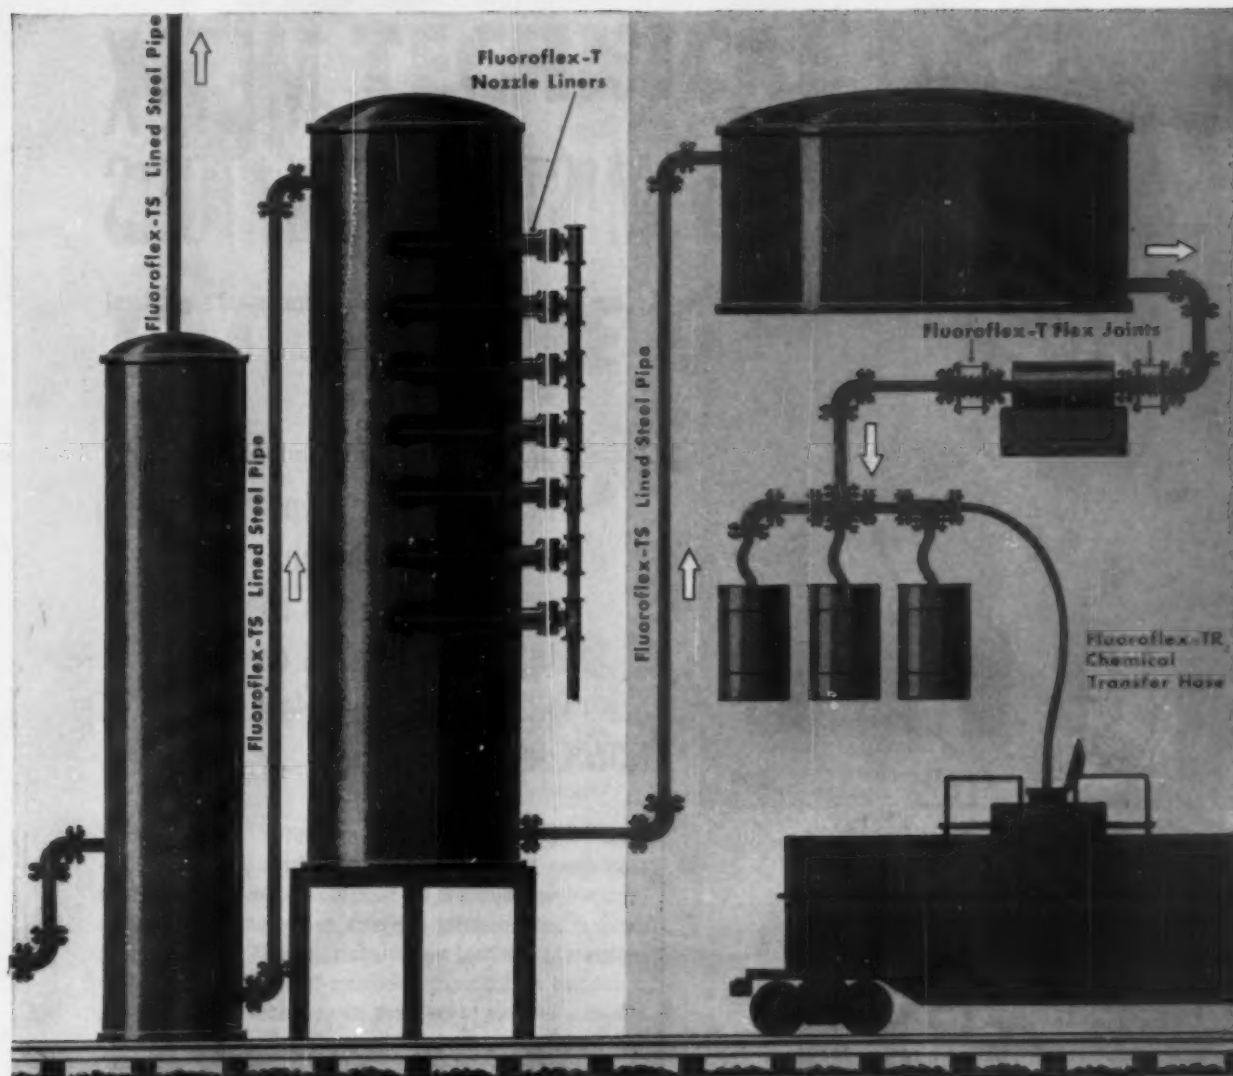 Fluoroflex-TS Lined Steel Pipe
Fluoroflex-T
Nozzle Liners
Fluoroflex-TS Lined Steel Pipe
Fluoroflex-TS Lined Steel Pipe
Fluoroflex-T Flex Joints
Fluoroflex-TR
Chemical
Transfer Hose